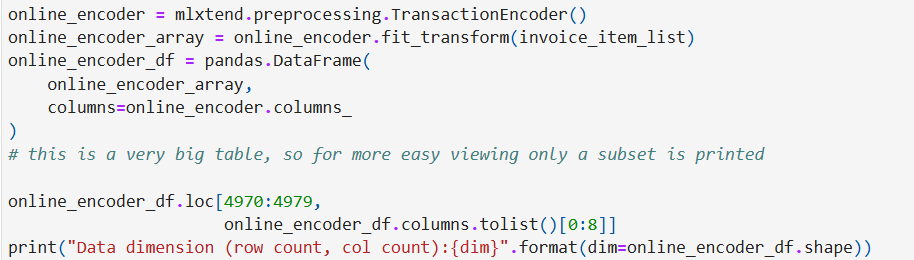 online_encoder = mlxtend.preprocessing.TransactionEncoder()
online_encoder_array = online_encoder.fit_transform(invoice_item_list)
online_encoder_df = pandas.DataFrame(
    online_encoder_array,
    columns=online_encoder.columns_
)
# this is a very big table, so for more easy viewing only a subset is printed

online_encoder_df.loc[4970:4979,
                      online_encoder_df.columns.tolist()[0:8]]
print("Data dimension (row count, col count):{dim}".format(dim=online_encoder_df.shape))